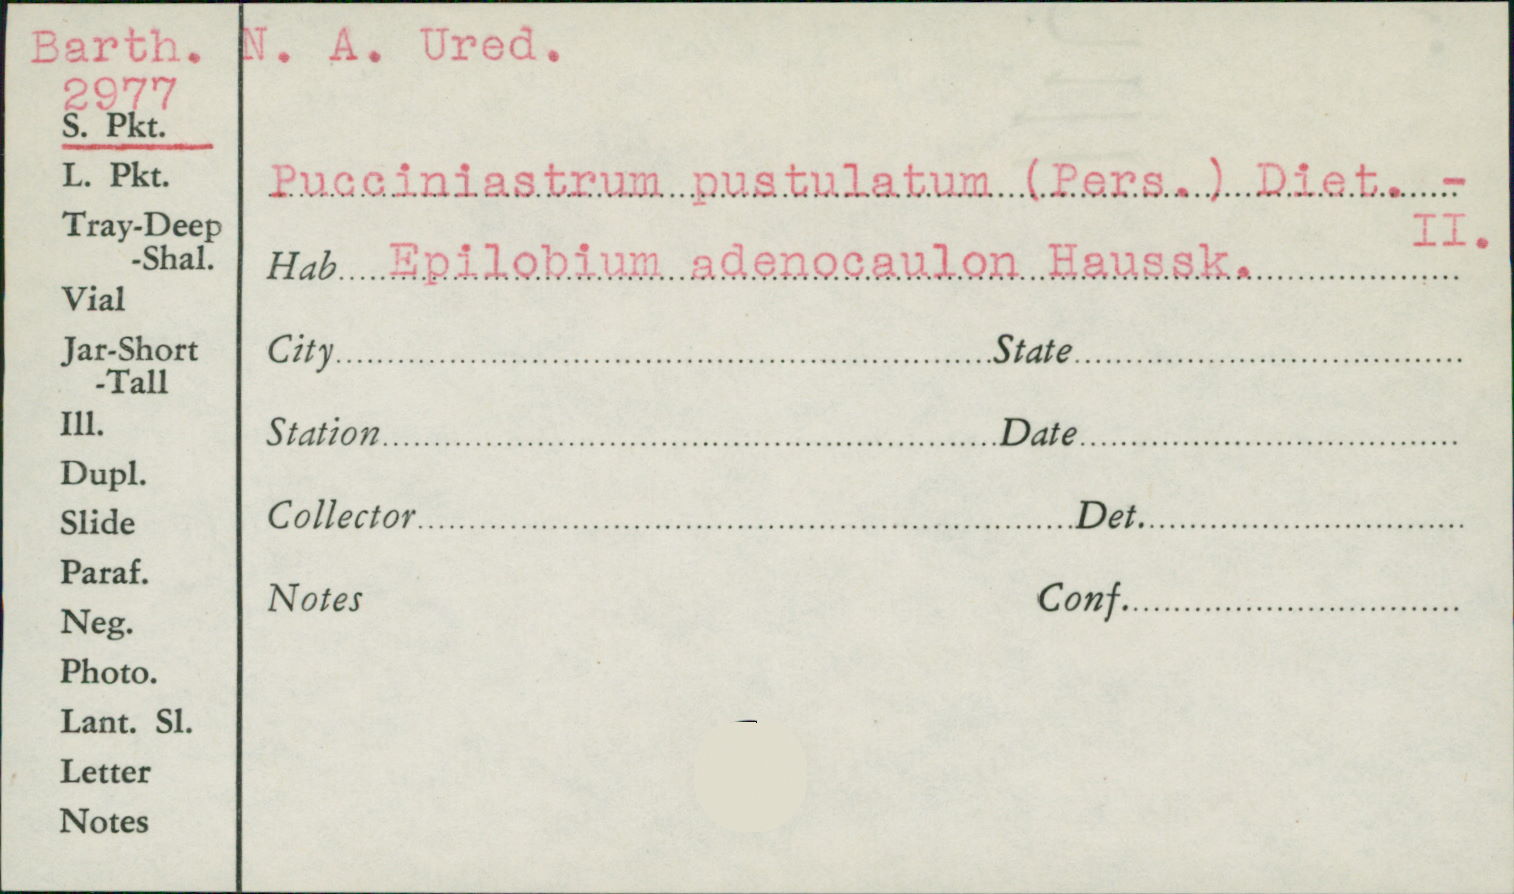 Barth. N. A. Ured.
2977
S. Pkt.
L. Pkt.
Tray-Deep
-Shal.
Vial
Jar-Short
-Tall
Ill.
Dupl.
Slide
Paraf.
Neg.
Photo.
Lant. Sl.
Letter
Notes
Pucciniastrum pustulatum (Pers.) Diet. -
II.
Hab Epilobium adenocaulon Haussk.
City State
Station Date
Collector Det.
Notes Conf.